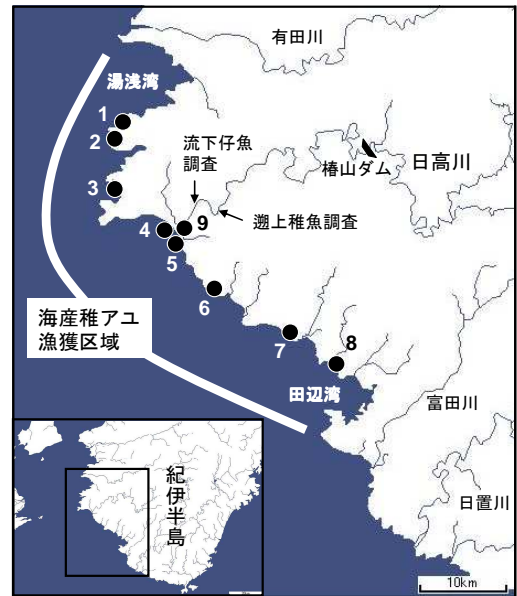 有田川
湯浅湾
1
2
流下仔魚
調査
椿山ダム
日高川
3
遡上稚魚調査
4
9
5
6
海産稚アユ
漁獲区域
7
8
田辺湾
富田川
紀伊半島
日置川
10km